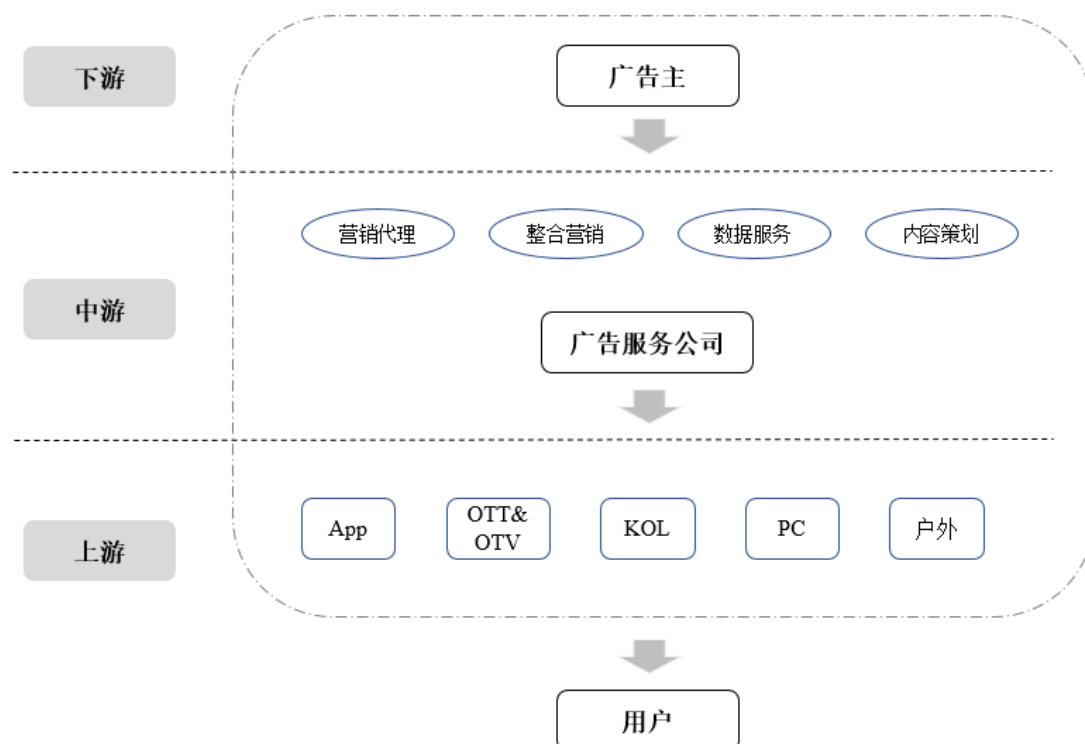 下游
广告主
营销代理
整合营销
数据服务
内容策划
中游
广告服务公司
App
OTT&
OTV
KOL
PC
户外
上游
用户